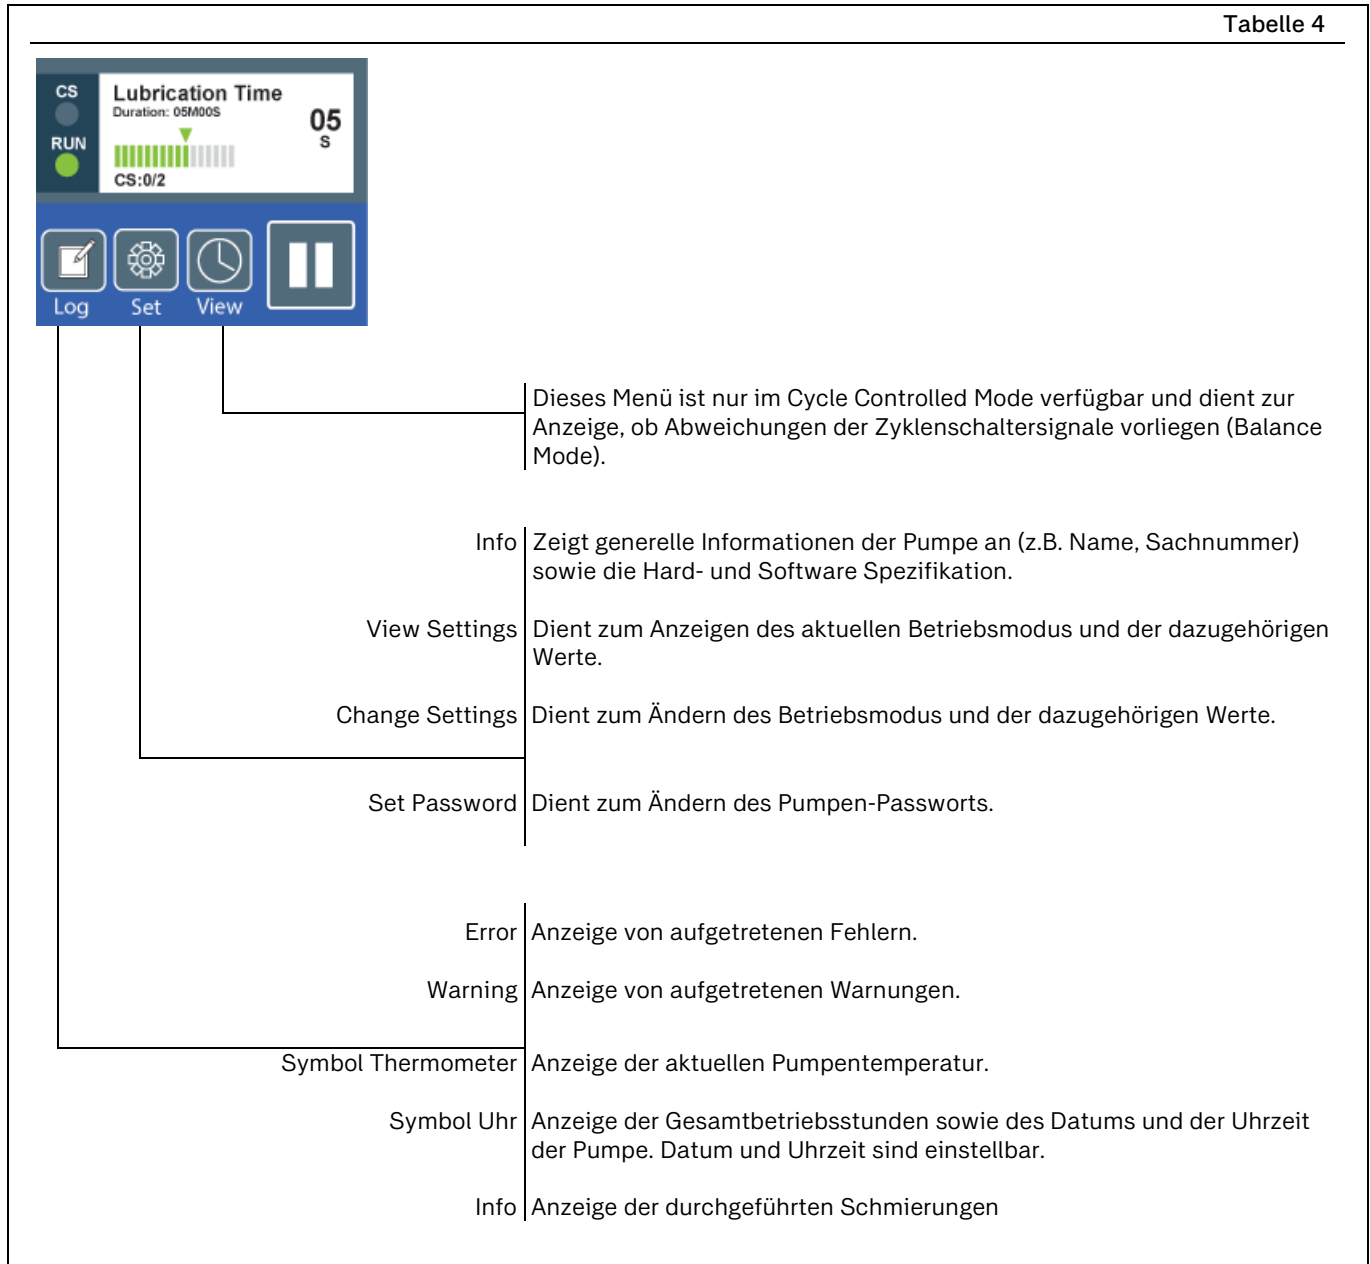 Tabelle 4
CS
RUN
Lubrication Time
Duration: 05M00S
05
S
CS:0/2
Log
Set
View
Dieses Menü ist nur im Cycle Controlled Mode verfügbar und dient zur
Anzeige, ob Abweichungen der Zyklenschaltersignale vorliegen (Balance
Mode).
Info Zeigt generelle Informationen der Pumpe an (z.B. Name, Sachnummer)
sowie die Hard- und Software Spezifikation.
View Settings Dient zum Anzeigen des aktuellen Betriebsmodus und der dazugehörigen
Werte.
Change Settings Dient zum Ändern des Betriebsmodus und der dazugehörigen Werte.
Set Password Dient zum Ändern des Pumpen-Passworts.
Error Anzeige von aufgetretenen Fehlern.
Warning Anzeige von aufgetretenen Warnungen.
Symbol Thermometer Anzeige der aktuellen Pumpentemperatur.
Symbol Uhr Anzeige der Gesamtbetriebsstunden sowie des Datums und der Uhrzeit
der Pumpe. Datum und Uhrzeit sind einstellbar.
Info Anzeige der durchgeführten Schmierungen